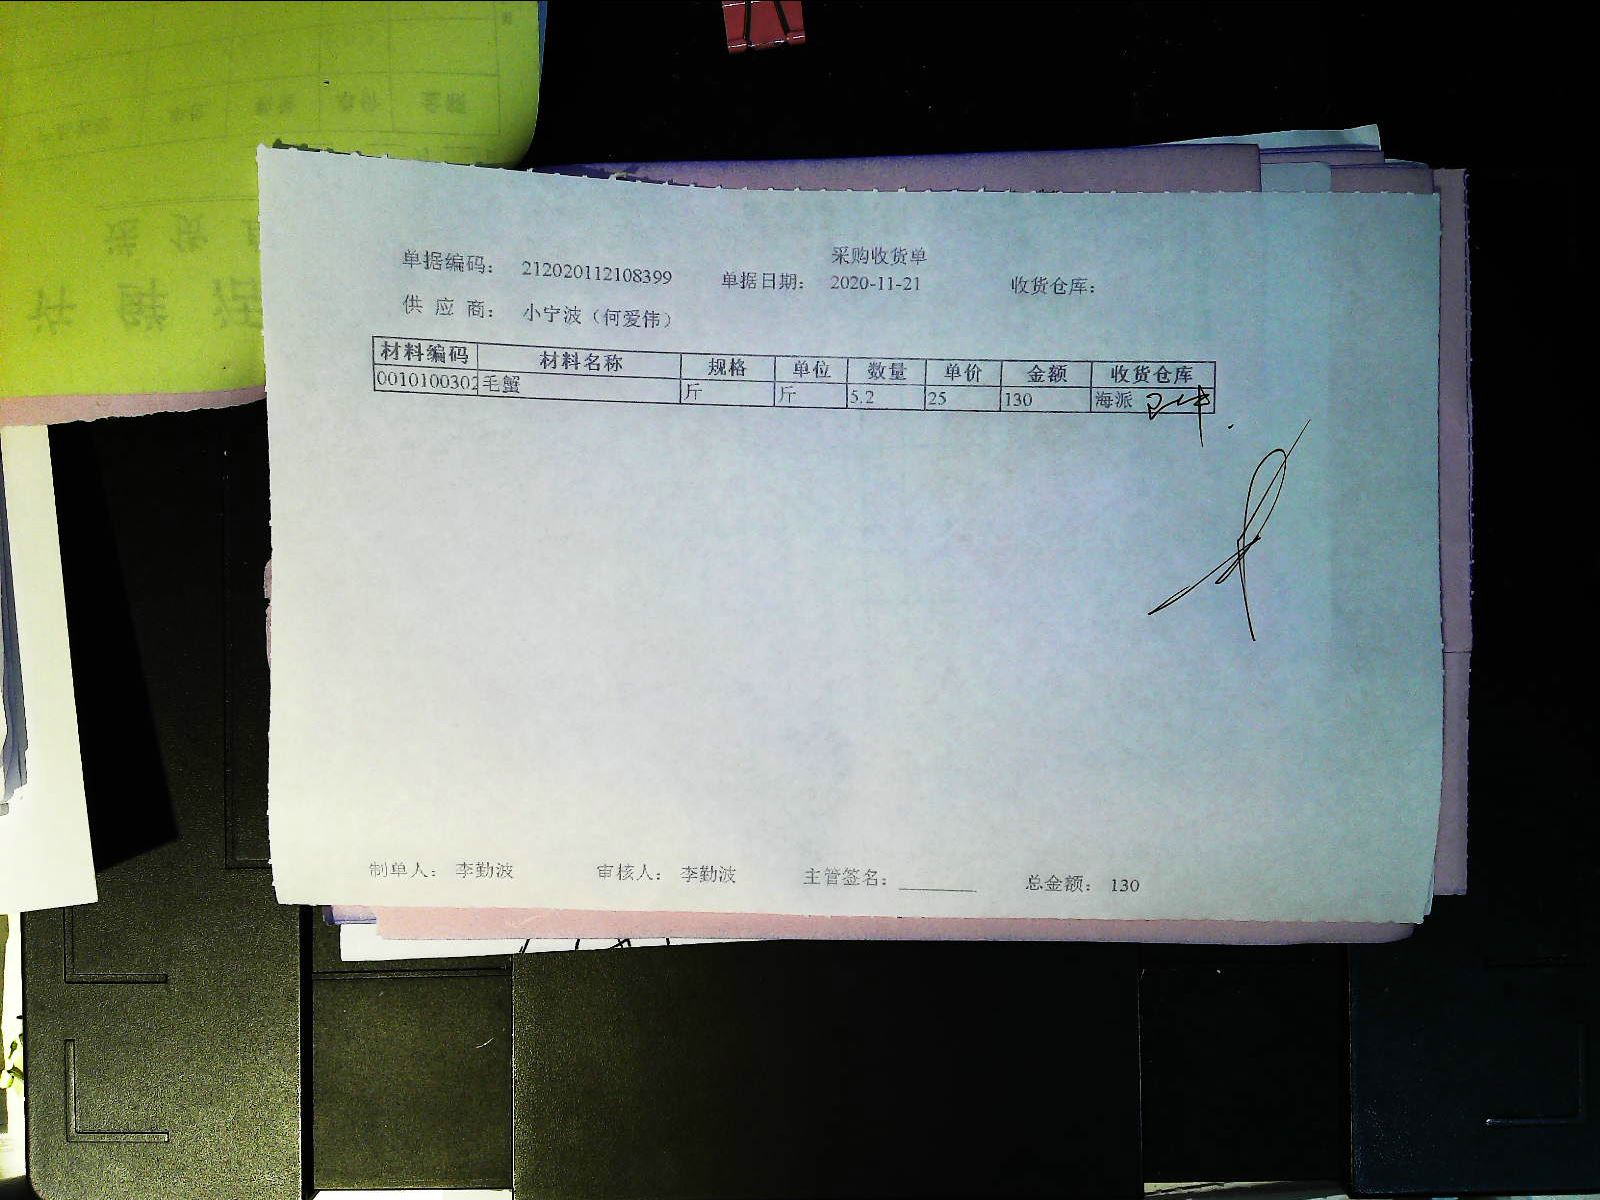 采购收货单
单据编码： 212020112108399 单据日期： 2020-11-21 收货仓库：
供 应 商： 小宁波（何爱伟）
材料编码 材料名称 规格 单位 数量 单价 金额 收货仓库
0010100302 毛蟹 斤 斤 5.2 25 130 海派
制单人： 李勤波 审核人： 李勤波 主管签名： 总金额： 130